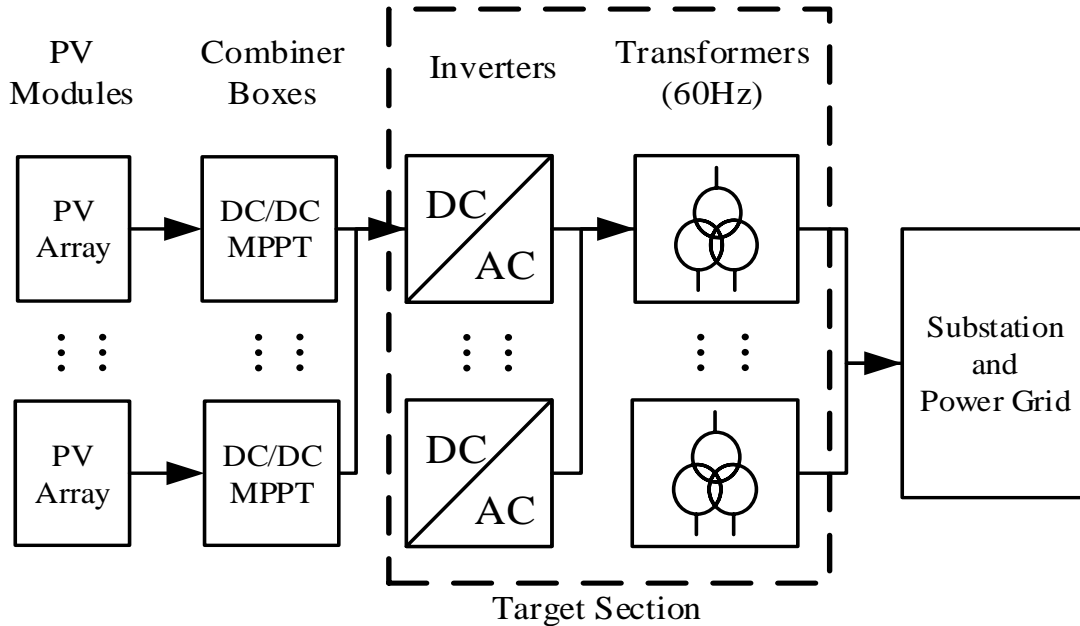 PV
Modules
Combiner
Boxes
Inverters
Transformers
(60Hz)
PV
Array
DC/DC
MPPT
DC
AC
Substation
and
Power Grid
PV
Array
DC/DC
MPPT
DC
AC
Target Section